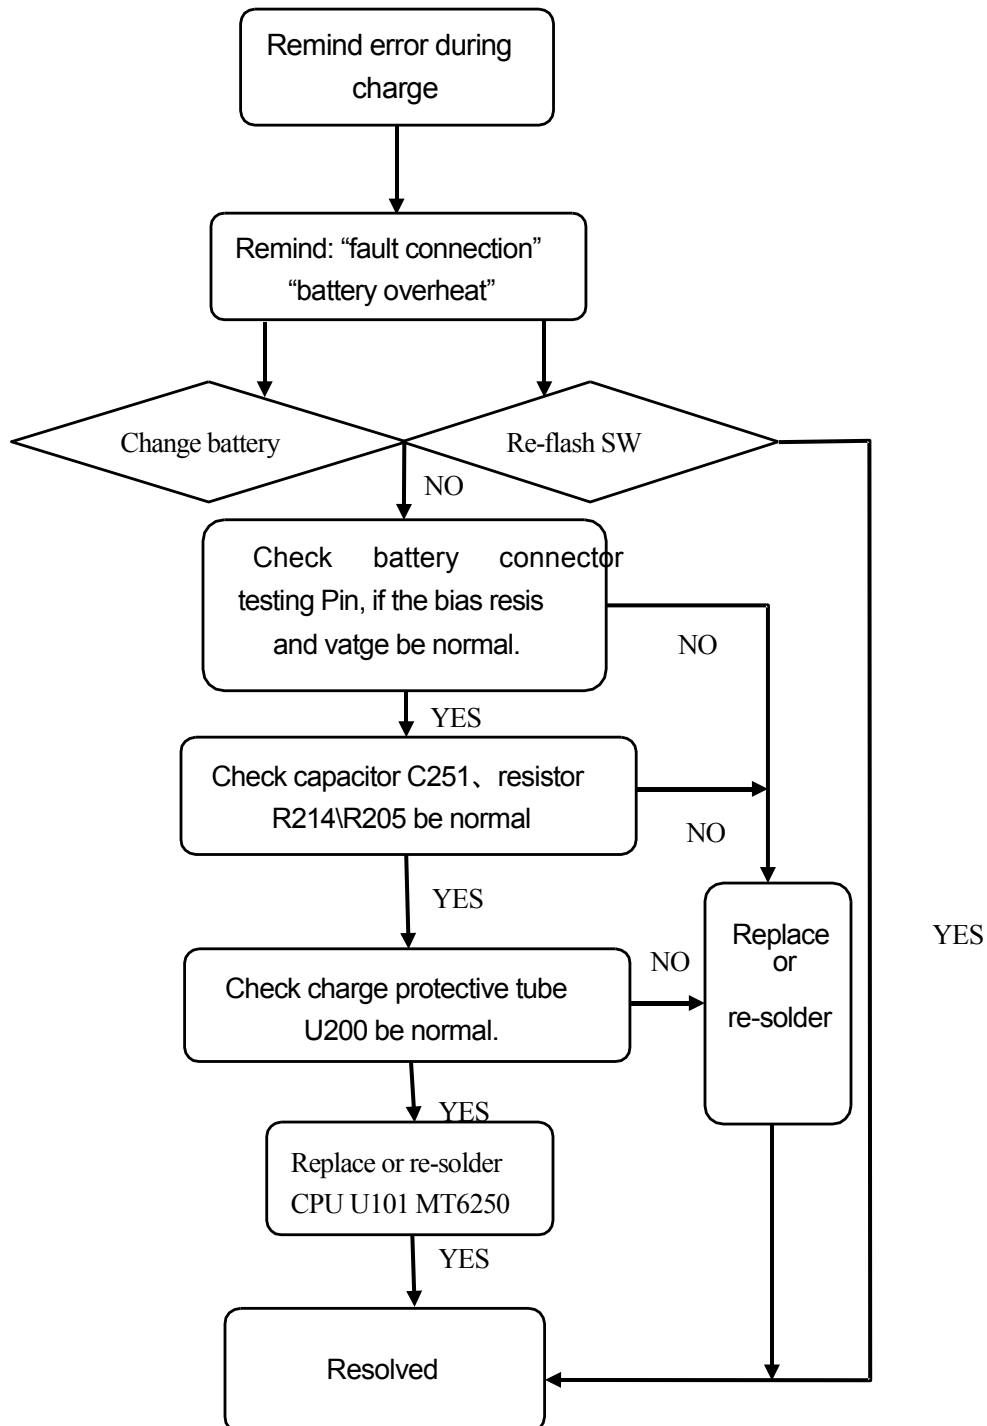 Remind error during
charge
Remind: “fault connection”
“battery overheat”
Change battery
Re-flash SW
NO
Check battery connector
testing Pin, if the bias resis
and vatge be normal.
NO
YES
Check capacitor C251、resistor
R214\R205 be normal
NO
YES
Replace
or
re-solder
YES
NO
Check charge protective tube
U200 be normal.
YES
Replace or re-solder
CPU U101 MT6250
YES
Resolved